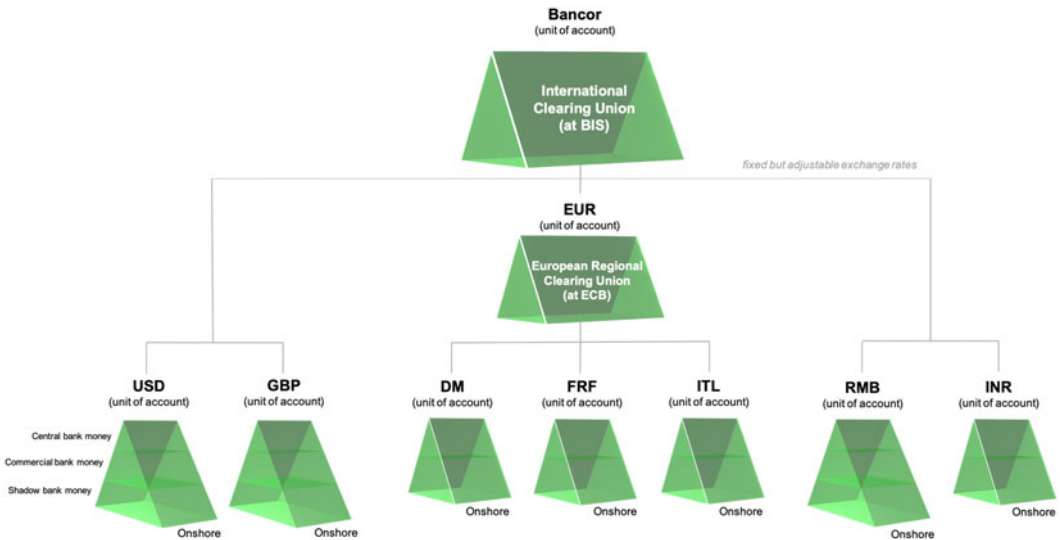 Bancor
(unit of account)
International
Clearing Union
(at BIS)
fixed but adjustable exchange rates
EUR
(unit of account)
European Regional
Clearing Union
(at ECB)
USD
(unit of account)
GBP
(unit of account)
DM
(unit of account)
FRF
(unit of account)
ITL
(unit of account)
RMB
(unit of account)
INR
(unit of account)
Central bank money
Commercial bank money
Shadow bank money
Onshore
Onshore
Onshore
Onshore
Onshore
Onshore
Onshore